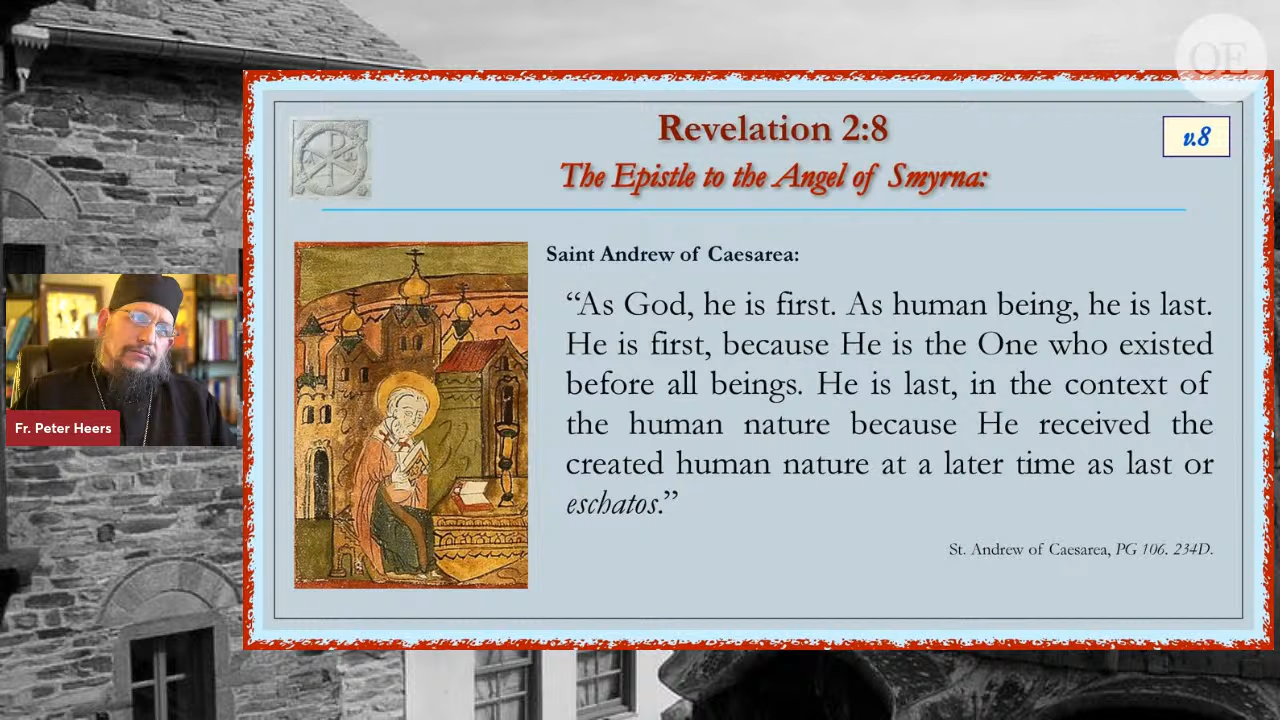 OE
Revelation 2:8
The Epistle to the Angel of Smyrna:
v.8
Saint Andrew of Caesarea:
“As God, he is first. As human being, he is last.
He is first, because He is the One who existed
before all beings. He is last, in the context of
the human nature because He received the
created human nature at a later time as last or
eschatos.”
St. Andrew of Caesarea, PG 106. 234D.
Fr. Peter Heers